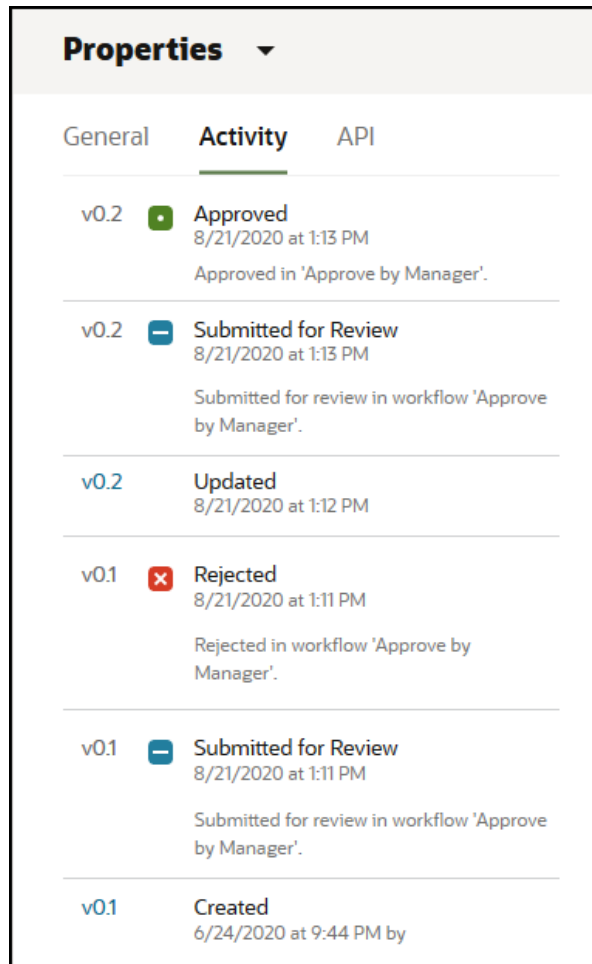 Properties
General Activity API
v0.2 Approved
8/21/2020 at 1:13 PM
Approved in 'Approve by Manager'.
v0.2 Submitted for Review
8/21/2020 at 1:13 PM
Submitted for review in workflow 'Approve
by Manager'.
v0.2 Updated
8/21/2020 at 1:12 PM
v0.1 Rejected
8/21/2020 at 1:11 PM
Rejected in workflow 'Approve by
Manager'.
v0.1 Submitted for Review
8/21/2020 at 1:11 PM
Submitted for review in workflow 'Approve
by Manager'.
v0.1 Created
6/24/2020 at 9:44 PM by